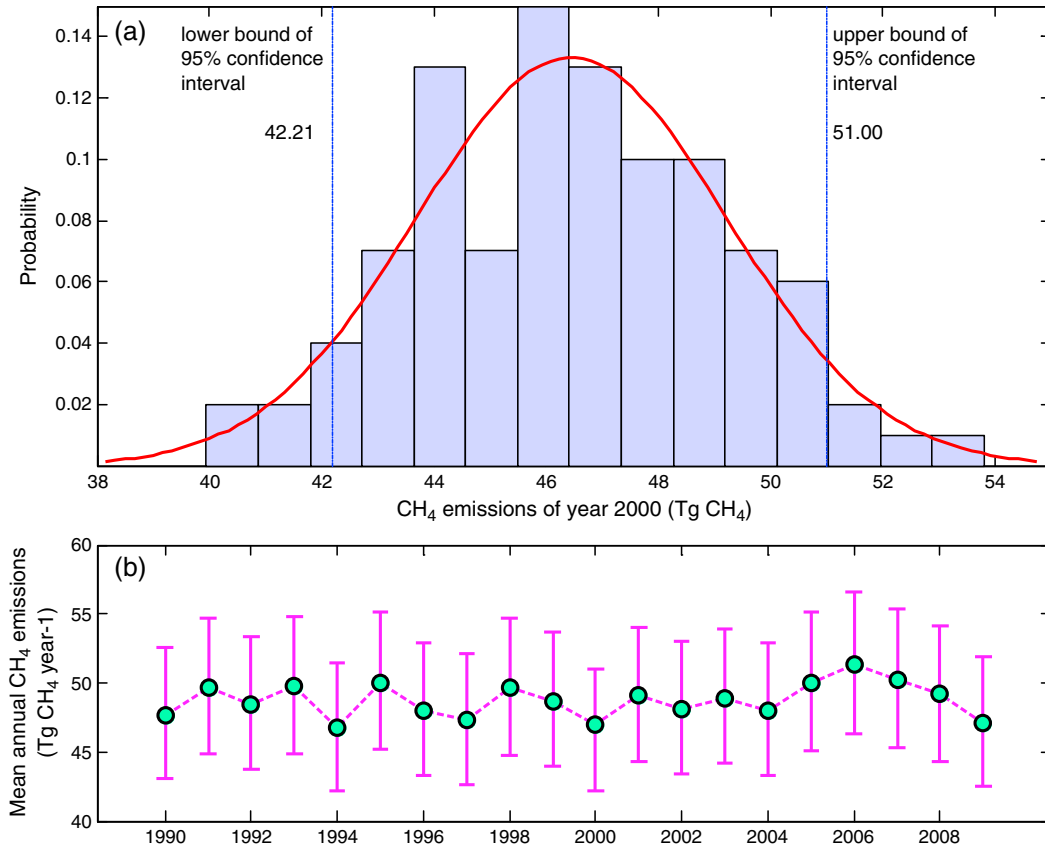 (a)
lower bound of
95% confidence
interval
42.21
upper bound of
95% confidence
interval
51.00
Probability
0.14
0.12
0.1
0.08
0.06
0.04
0.02
38 40 42 44 46 48 50 52 54
CH4 emissions of year 2000 (Tg CH4)
(b)
Mean annual CH4 emissions
(Tg CH4 year-1)
60
55
50
45
40
1990 1992 1994 1996 1998 2000 2002 2004 2006 2008